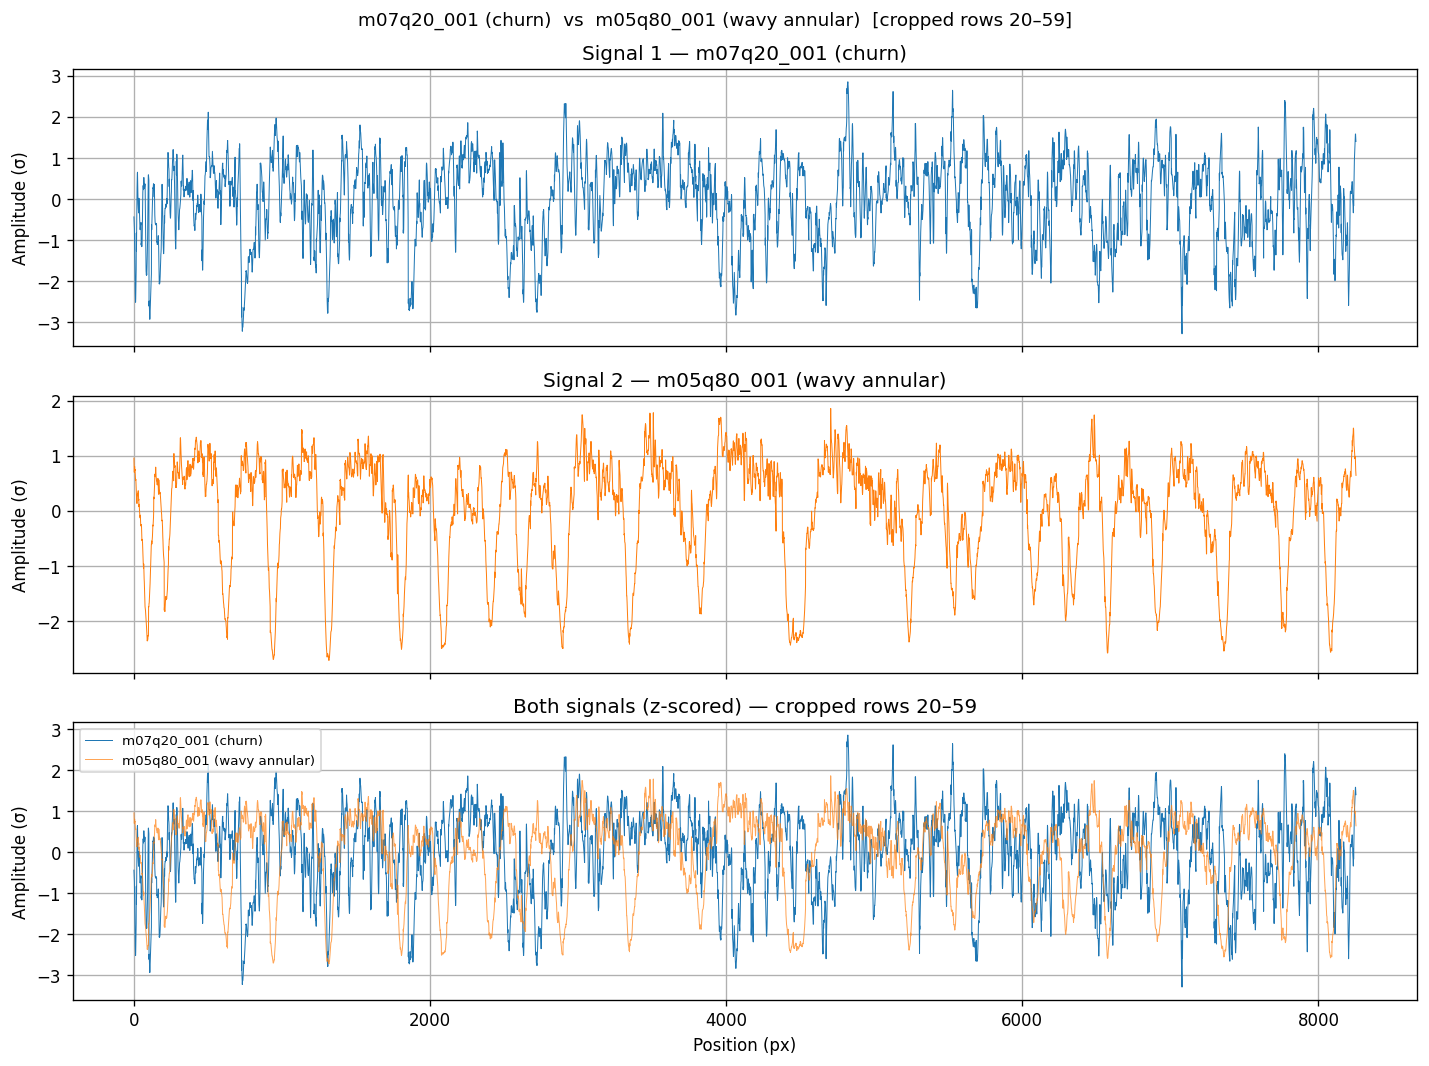 m07q20_001 (churn)  vs  m05q80_001 (wavy annular)  [cropped rows 20–59]
Signal 1 — m07q20_001 (churn)
Amplitude (σ)
3
2
1
0
−1
−2
−3
Signal 2 — m05q80_001 (wavy annular)
Amplitude (σ)
2
1
0
−1
−2
Both signals (z-scored) — cropped rows 20–59
m07q20_001 (churn)
m05q80_001 (wavy annular)
Amplitude (σ)
3
2
1
0
−1
−2
−3
0 2000 4000 6000 8000
Position (px)